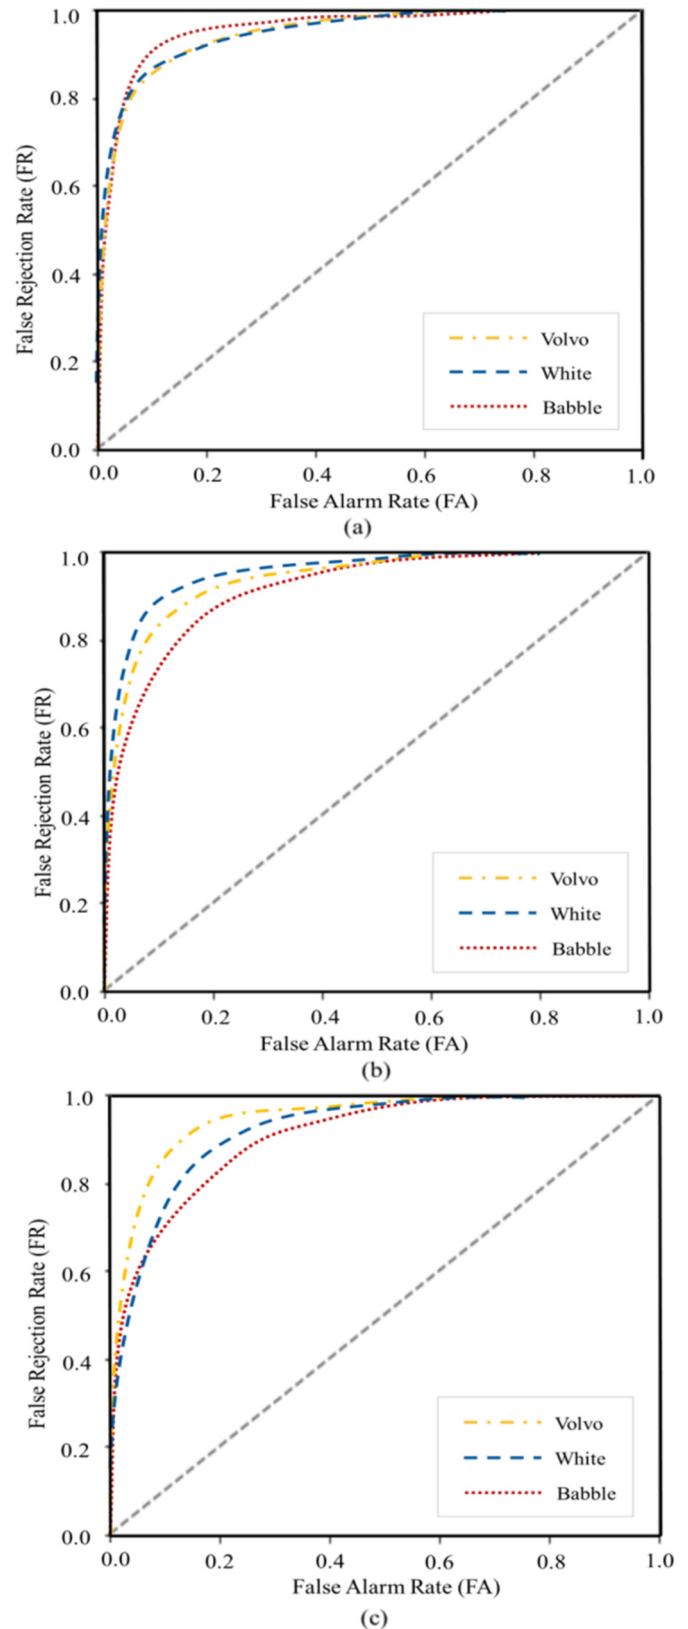 1.0
0.8
0.6
0.4
0.2
0.0
False Rejection Rate (FR)
Volvo
White
Babble
0.0 0.2 0.4 0.6 0.8 1.0
False Alarm Rate (FA)
(a)
1.0
0.8
0.6
0.4
0.2
0.0
False Rejection Rate (FR)
Volvo
White
Babble
0.0 0.2 0.4 0.6 0.8 1.0
False Alarm Rate (FA)
(b)
1.0
0.8
0.6
0.4
0.2
0.0
False Rejection Rate (FR)
Volvo
White
Babble
0.0 0.2 0.4 0.6 0.8 1.0
False Alarm Rate (FA)
(c)